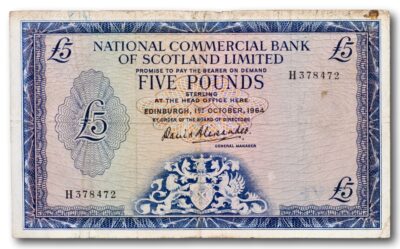 £5 £5
NATIONAL COMMERCIAL BANK
OF SCOTLAND LIMITED
PROMISE TO PAY THE BEARER ON DEMAND
H 378472
FIVE POUNDS
STERLING
AT THE HEAD OFFICE HERE
EDINBURGH, 1ST OCTOBER, 1964
BY ORDER OF THE BOARD OF DIRECTORS
£5
David Alexander.
GENERAL MANAGER
H 378472
£5